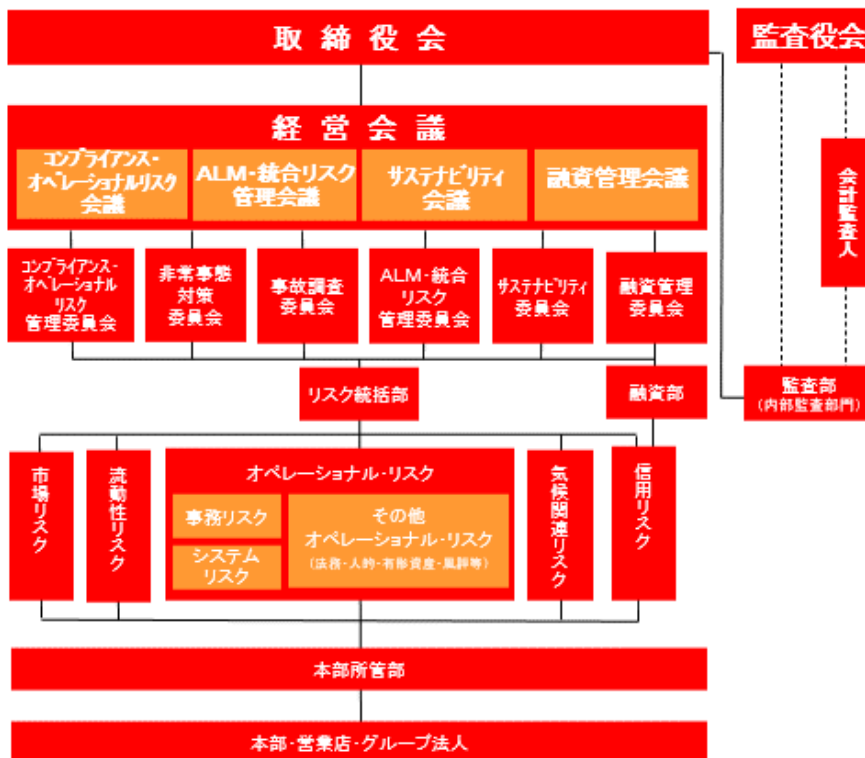 取締役会
監査役会
経営会議
コンプライアンス・
オペレーショナルリスク
会議
ALM・統合リスク
管理会議
サステナビリティ
会議
融資管理会議
会計監査人
コンプライアンス・
オペレーショナル
リスク
管理委員会
非常事態
対策
委員会
事故調査
委員会
ALM・統合
リスク
管理委員会
サステナビリティ
委員会
融資管理
委員会
リスク統括部
融資部
監査部
(内部監査部門)
市場リスク
流動性リスク
オペレーショナル・リスク
事務リスク
システム
リスク
その他
オペレーショナル・リスク
(法務・人的・有形資産・風評等)
気候関連リスク
信用リスク
本部所管部
本部・営業店・グループ法人